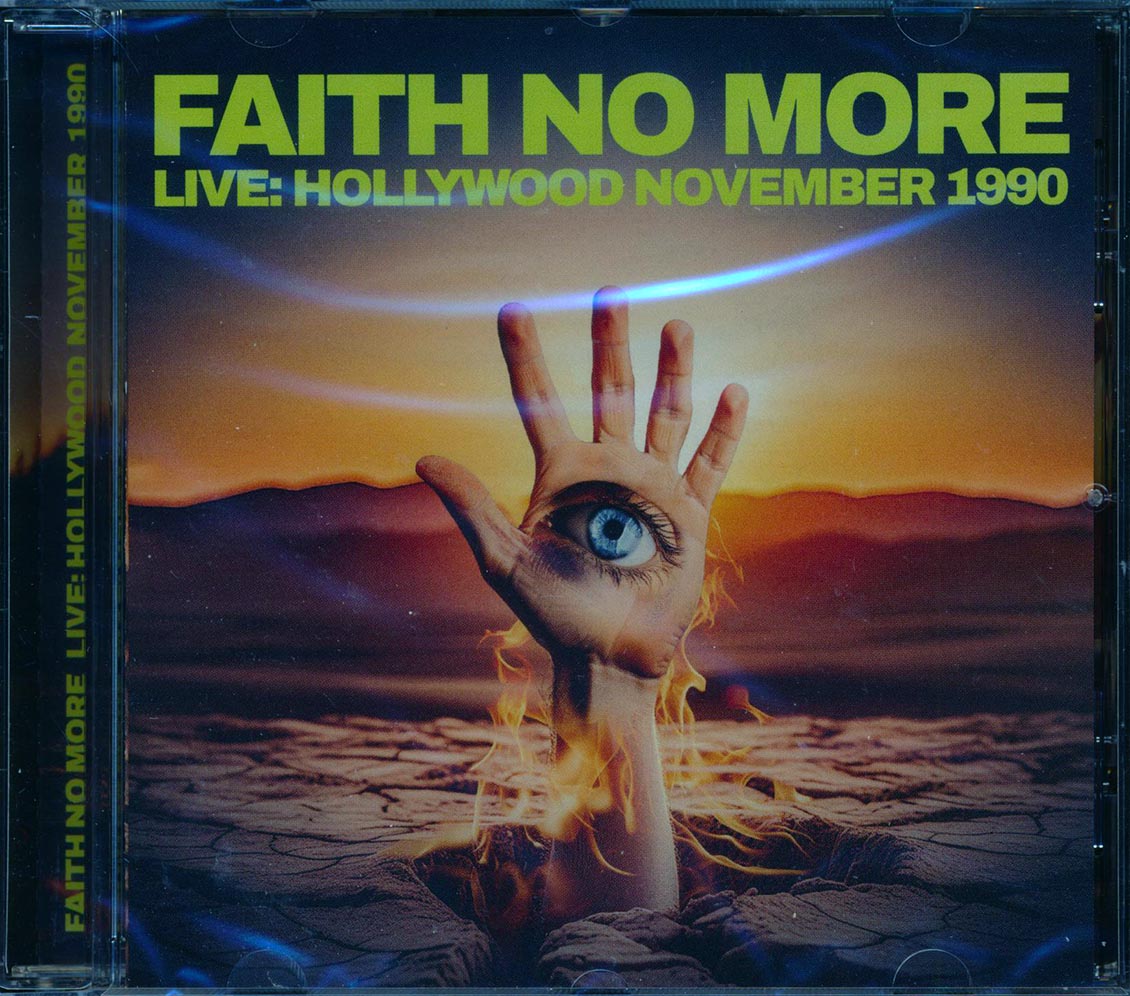 FAITH NO MORE
LIVE: HOLLYWOOD NOVEMBER 1990
FAITH NO MORE LIVE: HOLLYWOOD NOVEMBER 1990